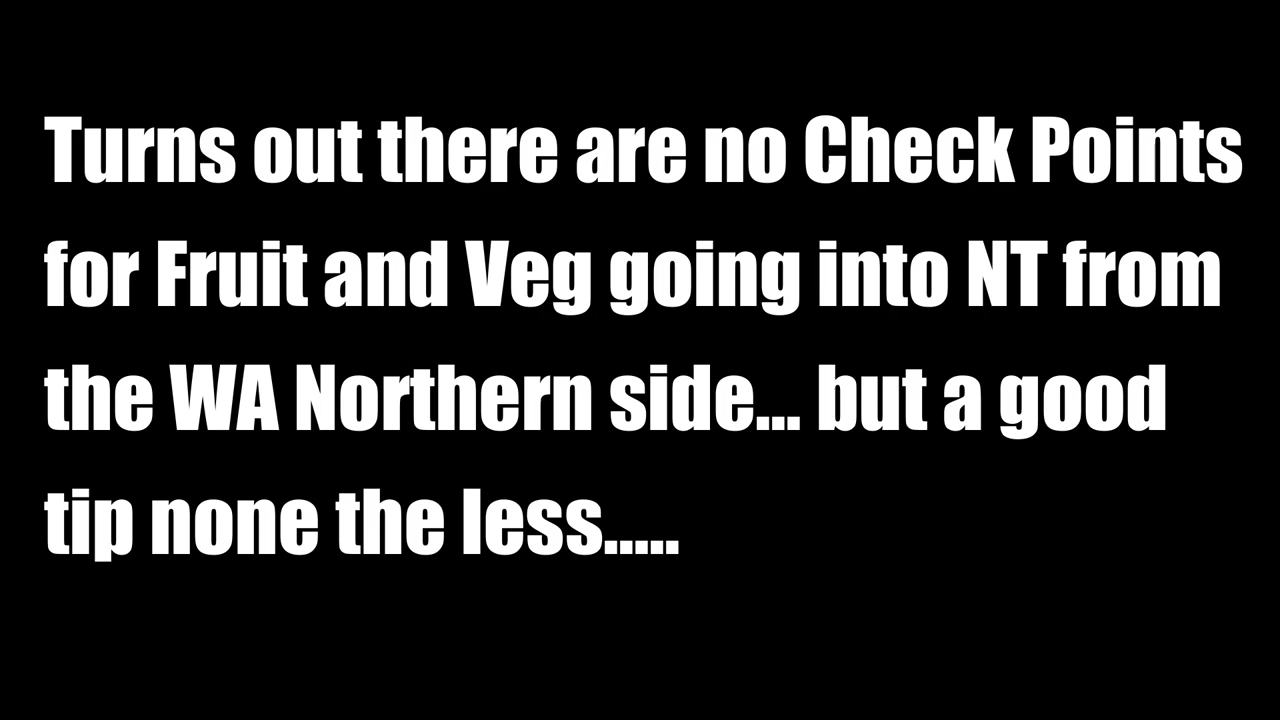 Turns out there are no Check Points
for Fruit and Veg going into NT from
the WA Northern side... but a good
tip none the less.....